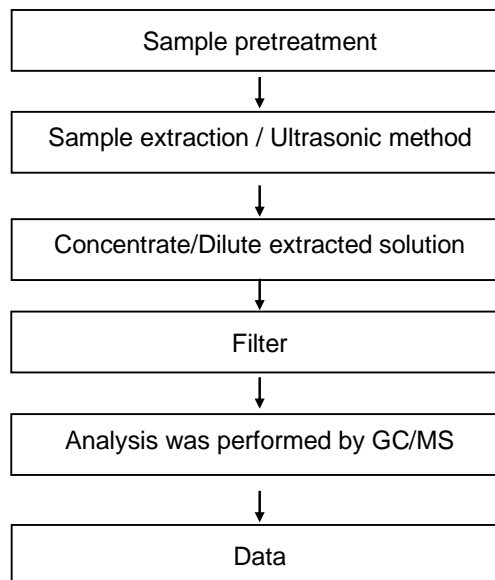 Sample pretreatment
Sample extraction / Ultrasonic method
Concentrate/Dilute extracted solution
Filter
Analysis was performed by GC/MS
Data